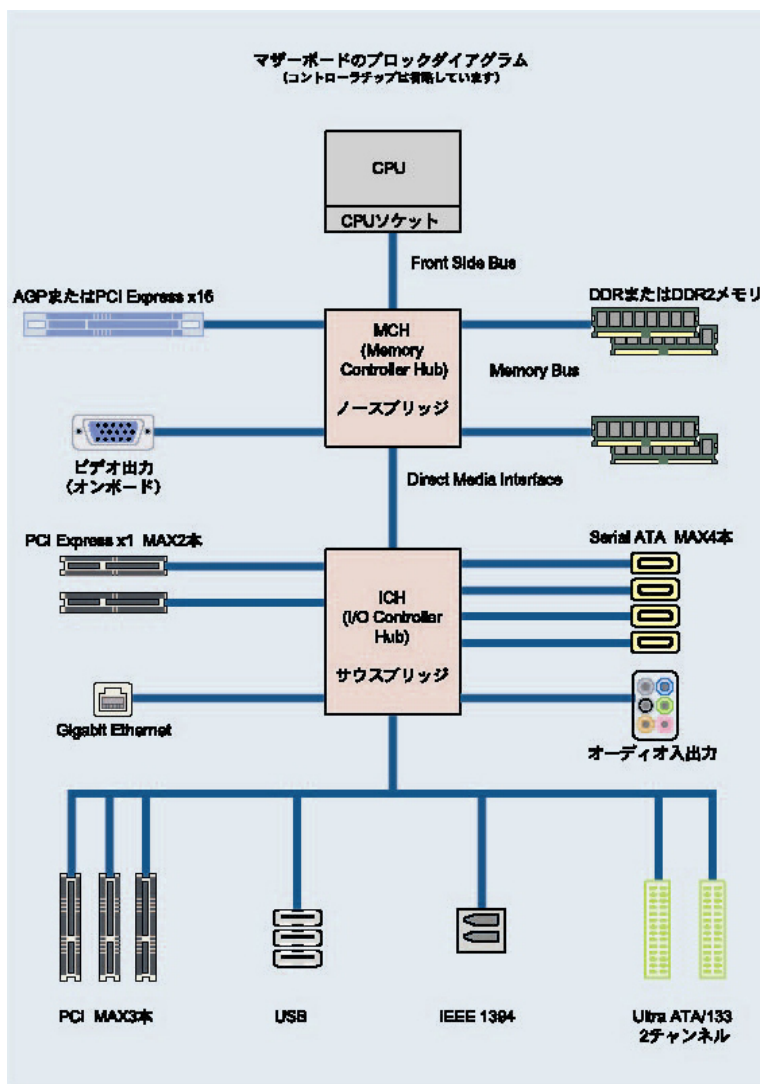 マザーボードのブロックダイアグラム
(コントローラチップは省略しています)
CPU
CPUソケット
Front Side Bus
AGPまたはPCI Express x16
DDRまたはDDR2メモリ
MCH
(Memory
Controller Hub)
ノースブリッジ
Memory Bus
ビデオ出力
(オンボード)
Direct Media Interface
PCI Express x1 MAX2本
Serial ATA MAX4本
ICH
(I/O Controller
Hub)
サウスブリッジ
Gigabit Ethernet
オーディオ入出力
PCI MAX3本
USB
IEEE 1394
Ultra ATA/133
2チャンネル